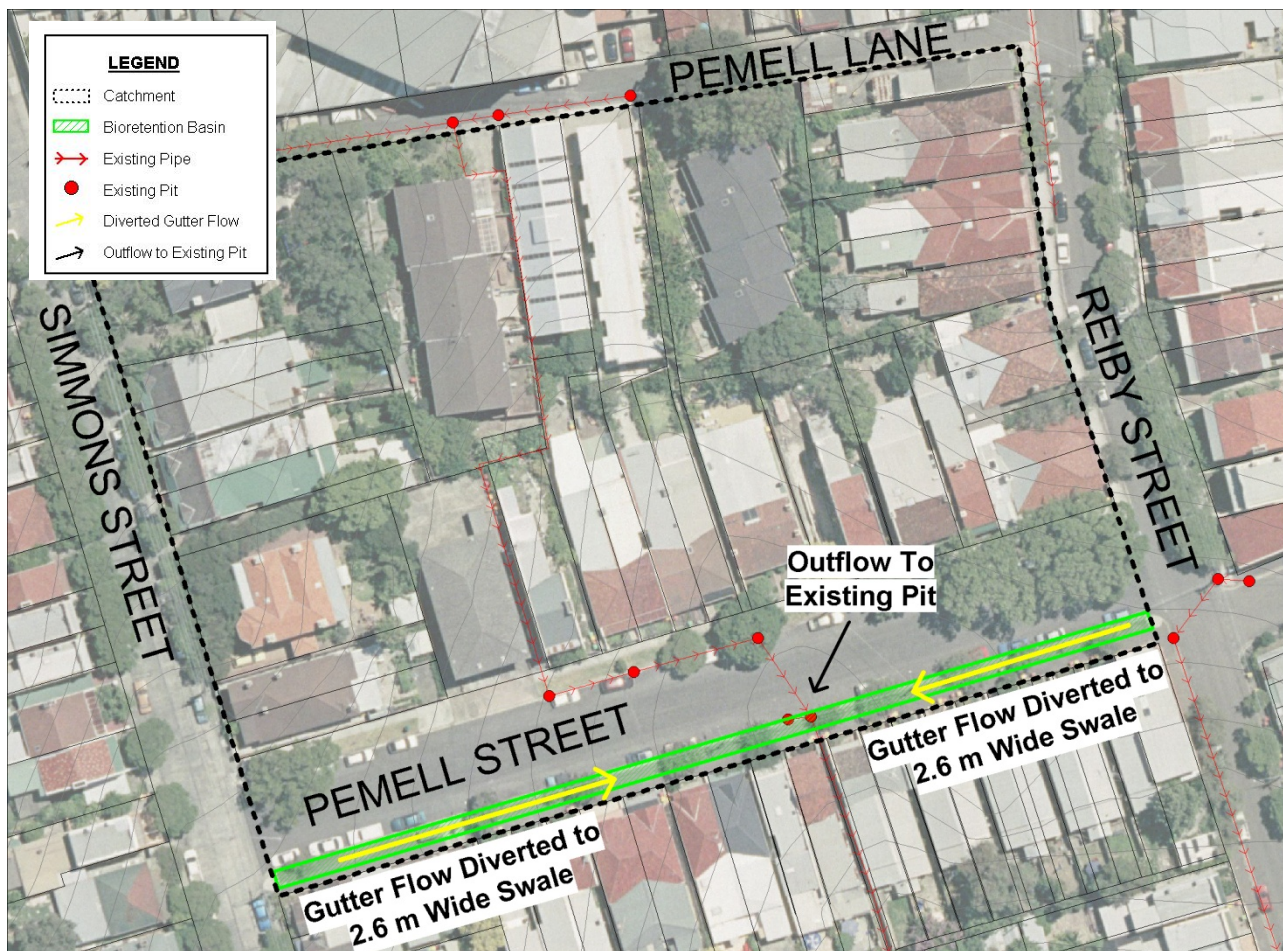 LEGEND
Catchment
Bioretention Basin
Existing Pipe
Existing Pit
Diverted Gutter Flow
Outflow to Existing Pit
PEMELL LANE
SIMMONS STREET
REIBY STREET
Outflow To
Existing Pit
PEMELL STREET
Gutter Flow Diverted to
2.6 m Wide Swale
Gutter Flow Diverted to
2.6 m Wide Swale